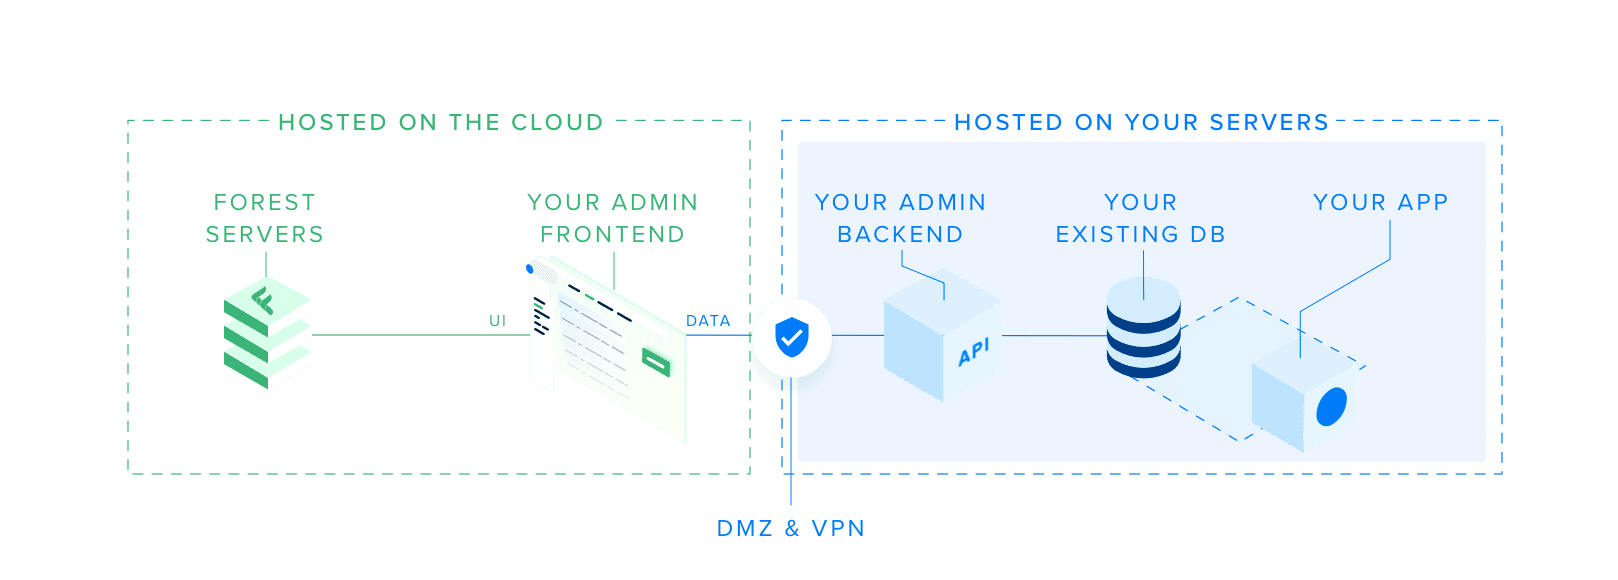 HOSTED ON THE CLOUD
HOSTED ON YOUR SERVERS
FOREST
SERVERS
YOUR ADMIN
FRONTEND
YOUR ADMIN
BACKEND
YOUR
EXISTING DB
YOUR APP
UI
DATA
API
DMZ & VPN